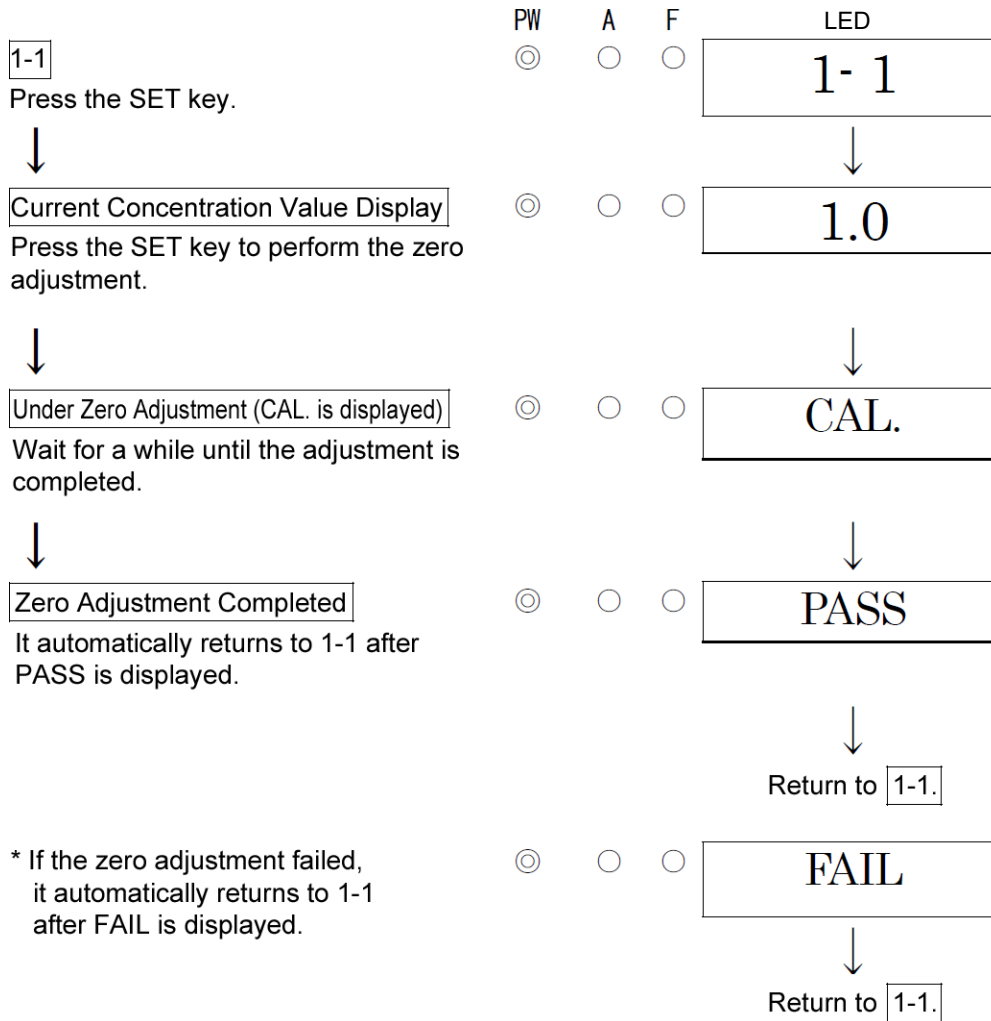 PW A F LED
1-1
1- 1
Press the SET key.
Current Concentration Value Display
1.0
Press the SET key to perform the zero
adjustment.
Under Zero Adjustment (CAL. is displayed)
CAL.
Wait for a while until the adjustment is
completed.
Zero Adjustment Completed
PASS
It automatically returns to 1-1 after
PASS is displayed.
Return to 1-1.
* If the zero adjustment failed,
it automatically returns to 1-1
after FAIL is displayed.
FAIL
Return to 1-1.